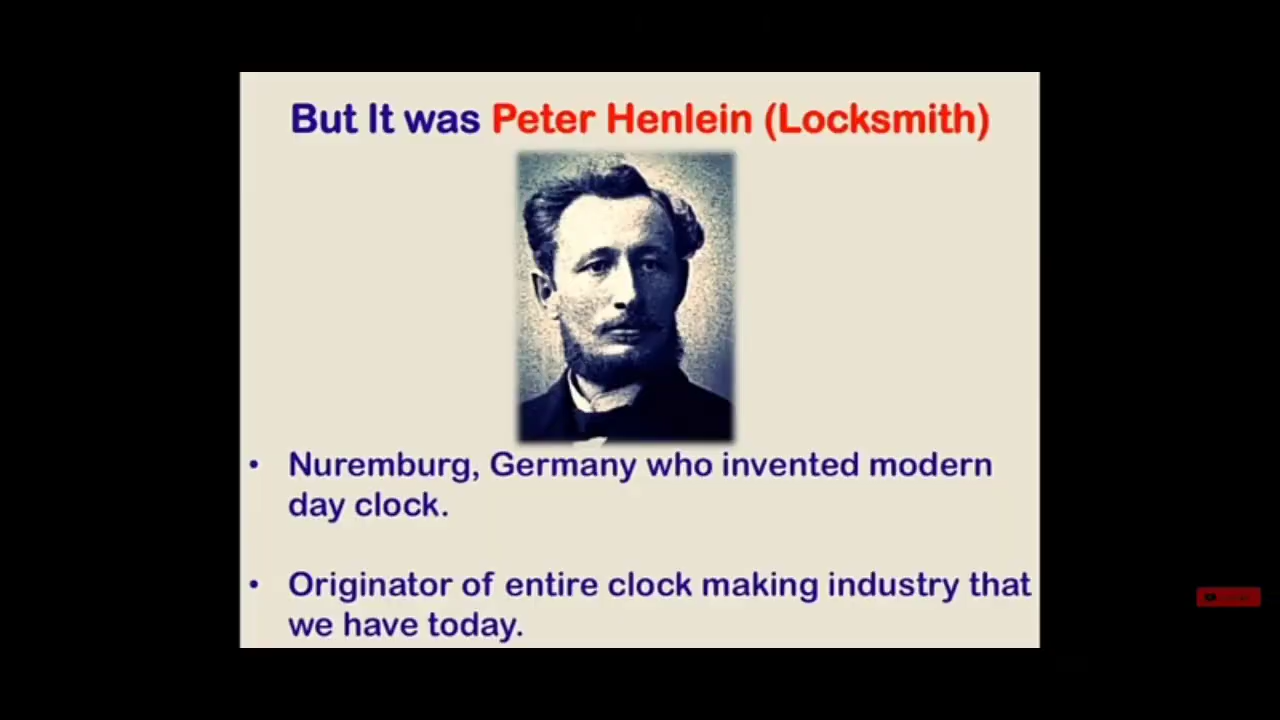 But It was Peter Henlein (Locksmith)
• Nuremburg, Germany who invented modern
day clock.
• Originator of entire clock making industry that
we have today.